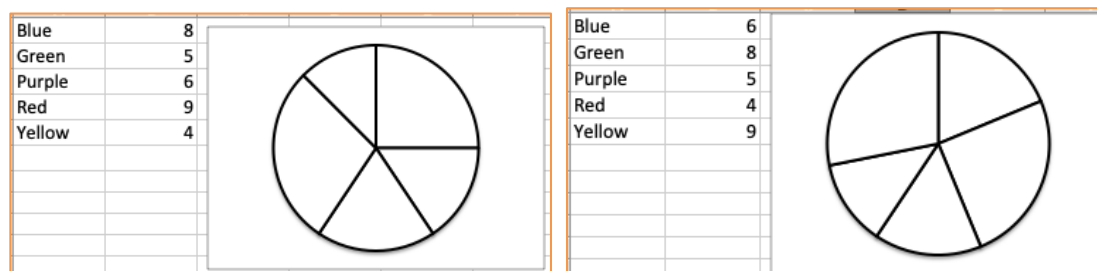 Blue 8
Green 5
Purple 6
Red 9
Yellow 4
Blue 6
Green 8
Purple 5
Red 4
Yellow 9